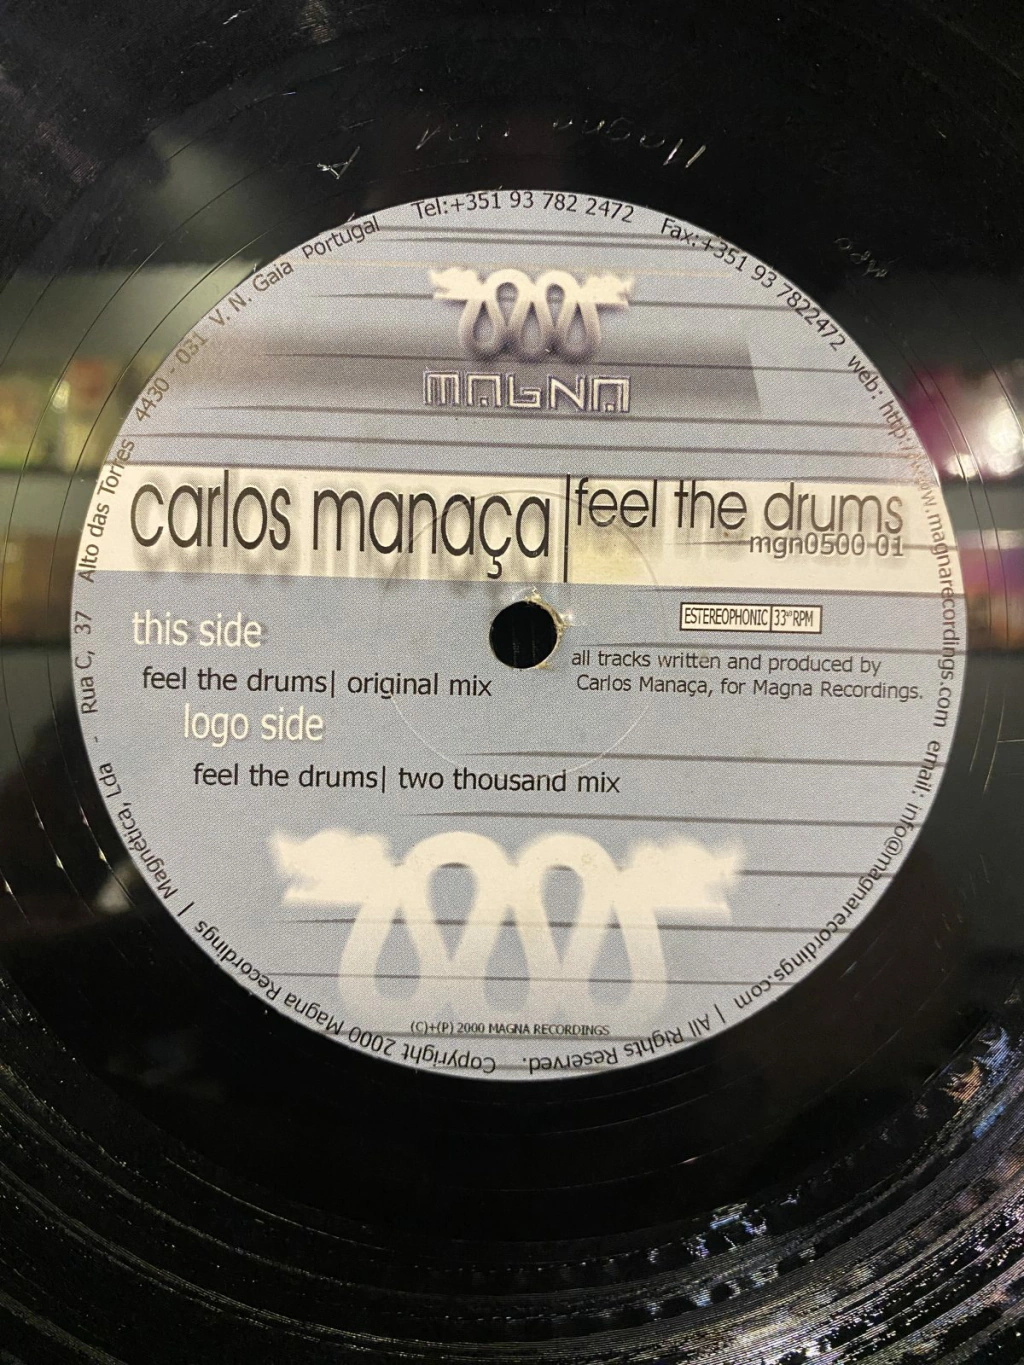 Tel:+351 93 782 2472
Fax:+351 93 7822472
web: http://www.magnarecordings.com
email: info@magnarecordings.com | All Rights Reserved.
Copyright 2000 Magna Recordings | Magnética, Lda - Rua C, 37 Alto das Torres 4430 - 031 V. N. Gaia Portugal
MAGNA
carlos manaça
feel the drums
mgn0500-01
this side
feel the drums| original mix
logo side
feel the drums| two thousand mix
ESTEREOPHONIC 33 RPM
all tracks written and produced by
Carlos Manaça, for Magna Recordings.
(C)+(P) 2000 MAGNA RECORDINGS
Magna
A